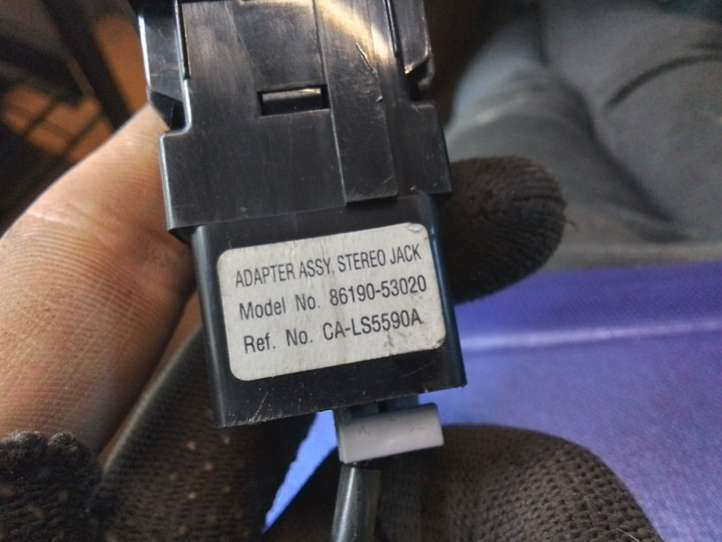 ADAPTER ASSY, STEREO JACK
Model No. 86190-53020
Ref. No. CA-LS5590A